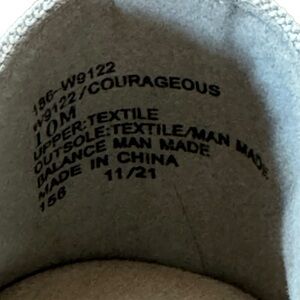 186-W9122
W9122/COURAGEOUS
10M
UPPER:TEXTILE
OUTSOLE:TEXTILE/MAN MADE
BALANCE MAN MADE
MADE IN CHINA
156 11/21